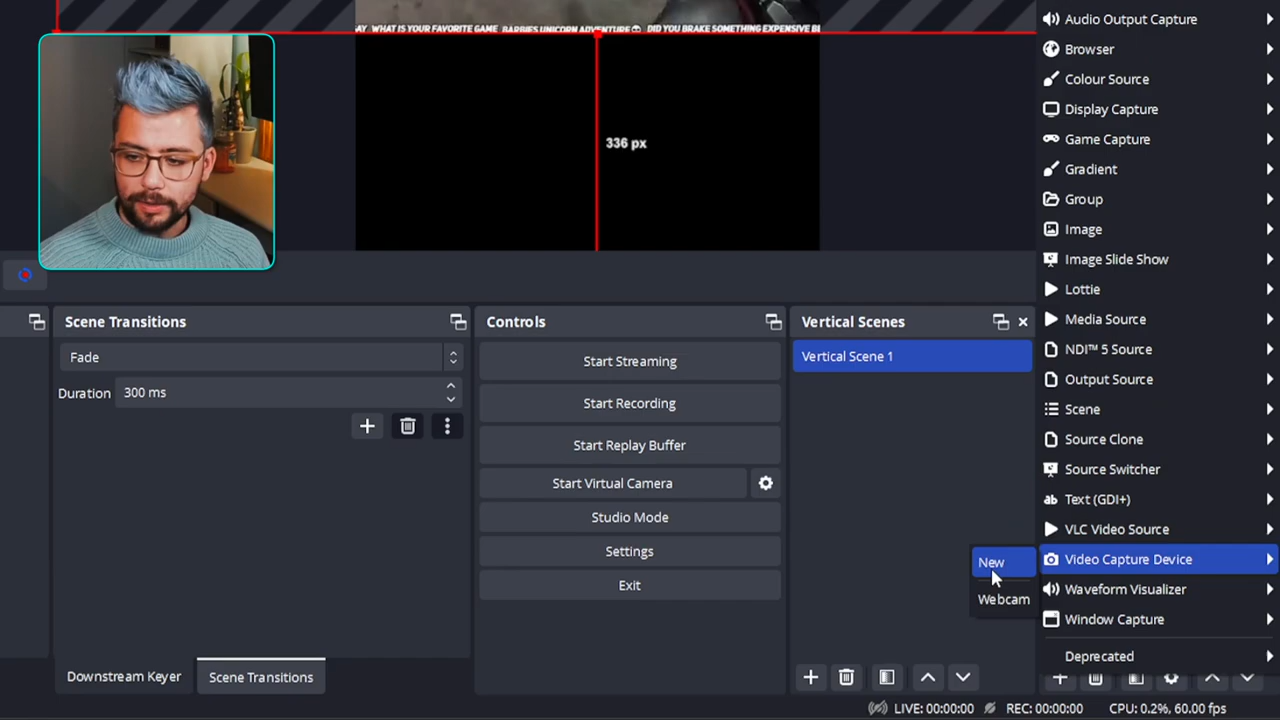 AY WHAT IS YOUR FAVORITE GAME BARBIES UNICORN ADVENTURE 😎 DID YOU BRAKE SOMETHING EXPENSIVE BE
336 px
Scene Transitions
Fade
Duration 300 ms
Downstream Keyer
Scene Transitions
Controls
Start Streaming
Start Recording
Start Replay Buffer
Start Virtual Camera
Studio Mode
Settings
Exit
Vertical Scenes
Vertical Scene 1
New
Webcam
Audio Output Capture
Browser
Colour Source
Display Capture
Game Capture
Gradient
Group
Image
Image Slide Show
Lottie
Media Source
NDI™ 5 Source
Output Source
Scene
Source Clone
Source Switcher
ab Text (GDI+)
VLC Video Source
Video Capture Device
Waveform Visualizer
Window Capture
Deprecated
LIVE: 00:00:00 REC: 00:00:00 CPU: 0.2%, 60.00 fps